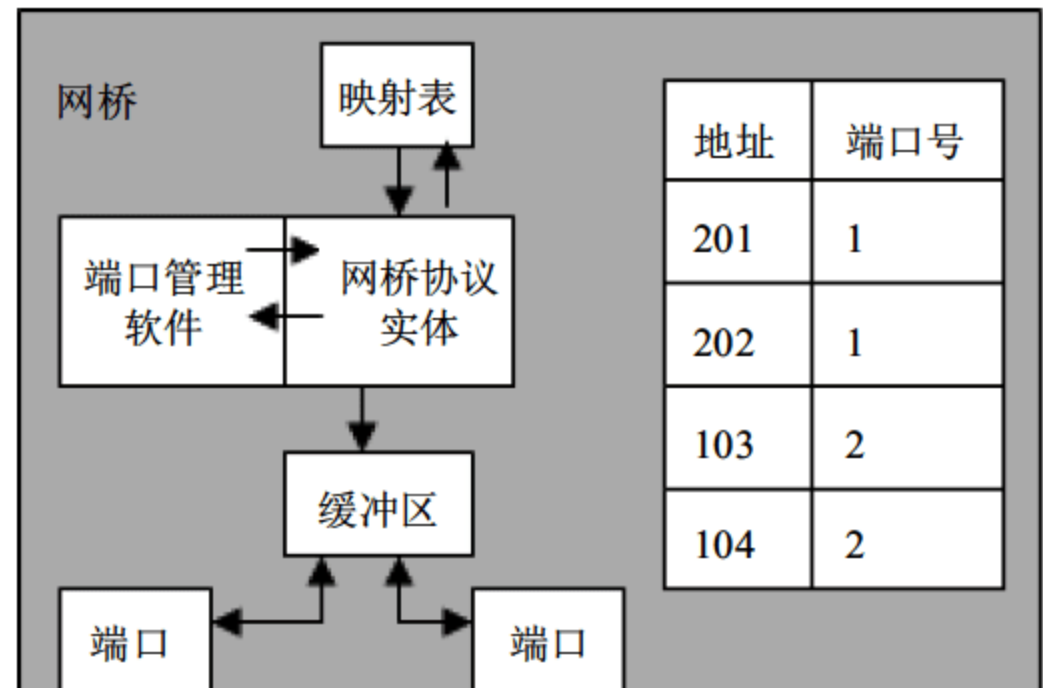 网桥
映射表
端口管理
软件
网桥协议
实体
缓冲区
端口
端口
地址 端口号
201 1
202 1
103 2
104 2